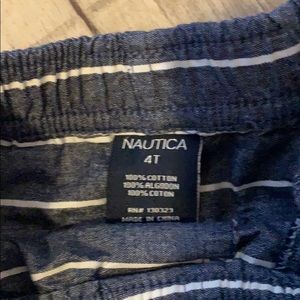 NAUTICA
4T
100% COTTON
100% ALGODON
100% COTON
RN# 130323
MADE IN CHINA